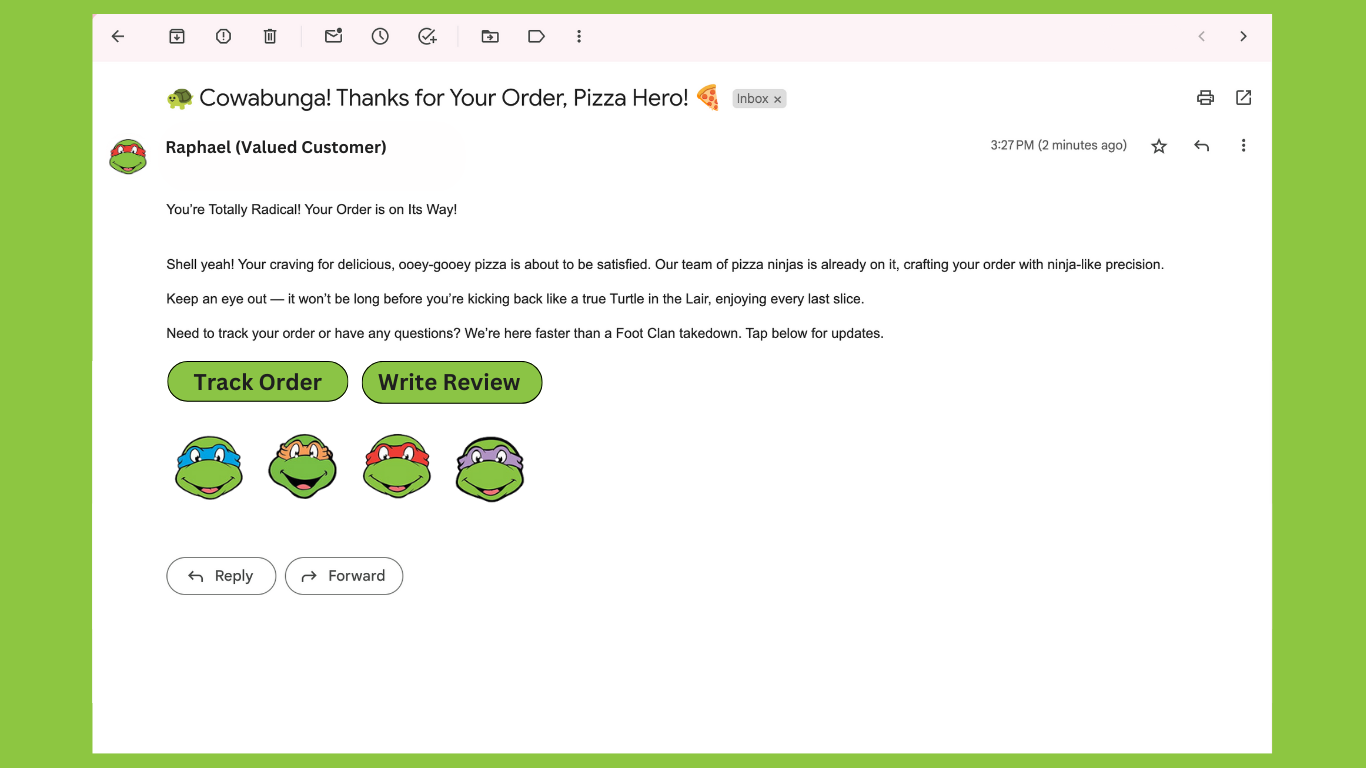 🐢 Cowabunga! Thanks for Your Order, Pizza Hero! 🍕 Inbox ×
Raphael (Valued Customer)
3:27 PM (2 minutes ago)
You’re Totally Radical! Your Order is on Its Way!
Shell yeah! Your craving for delicious, ooey-gooey pizza is about to be satisfied. Our team of pizza ninjas is already on it, crafting your order with ninja-like precision.
Keep an eye out — it won’t be long before you’re kicking back like a true Turtle in the Lair, enjoying every last slice.
Need to track your order or have any questions? We’re here faster than a Foot Clan takedown. Tap below for updates.
Track Order Write Review
Reply Forward